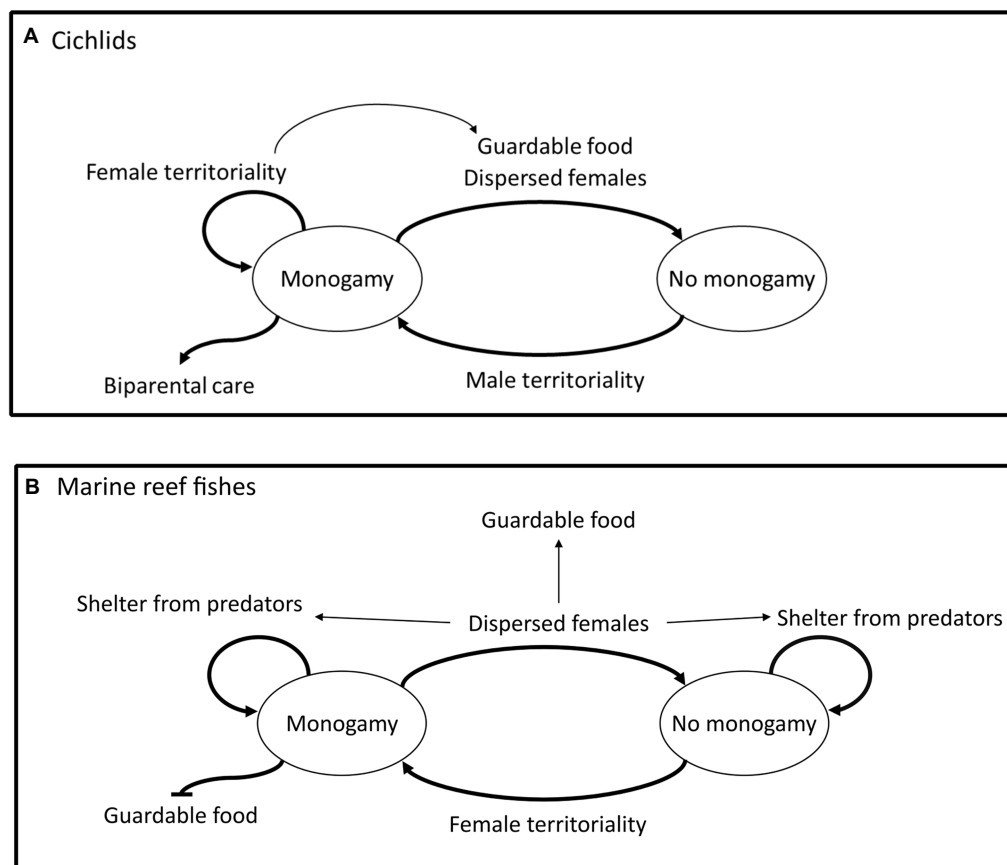 A Cichlids
Guardable food
Female territoriality
Dispersed females
Monogamy
No monogamy
Biparental care
Male territoriality
B Marine reef fishes
Guardable food
Shelter from predators
Dispersed females
Shelter from predators
Monogamy
No monogamy
Guardable food
Female territoriality